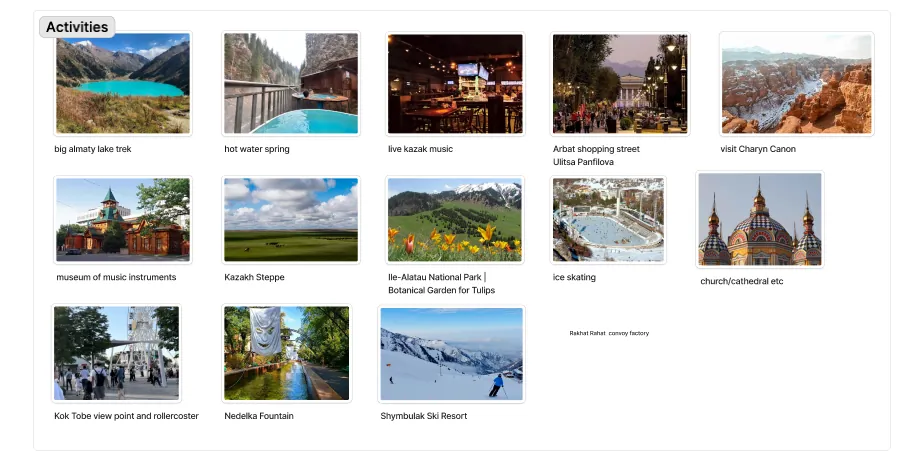 Activities
big almaty lake trek
hot water spring
live kazak music
Arbat shopping street
Ulitsa Panfilova
visit Charyn Canon
museum of music instruments
Kazakh Steppe
Ile-Alatau National Park |
Botanical Garden for Tulips
ice skating
church/cathedral etc
Rakhat Rahat convoy factory
Kok Tobe view point and rollercoster
Nedelka Fountain
Shymbulak Ski Resort